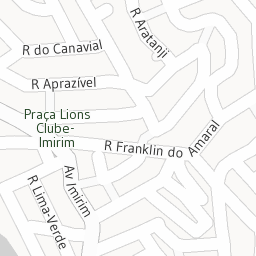 R Aratanji
R do Canavial
R Aprazível
Praça Lions
Clube-
Imirim
R Franklin do Amaral
Av Imirim
R Lima-Verde